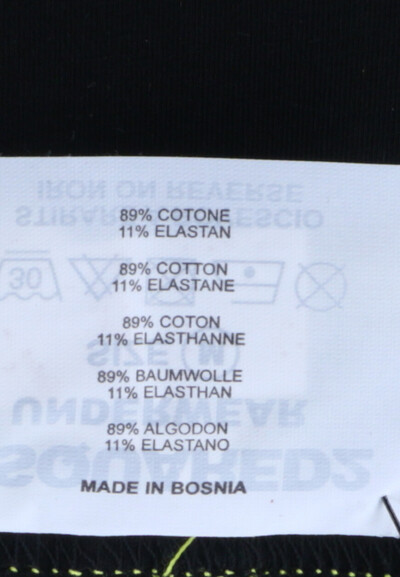 89% COTONE
11% ELASTAN
89% COTTON
11% ELASTANE
89% COTON
11% ELASTHANNE
89% BAUMWOLLE
11% ELASTHAN
89% ALGODON
11% ELASTANO
MADE IN BOSNIA